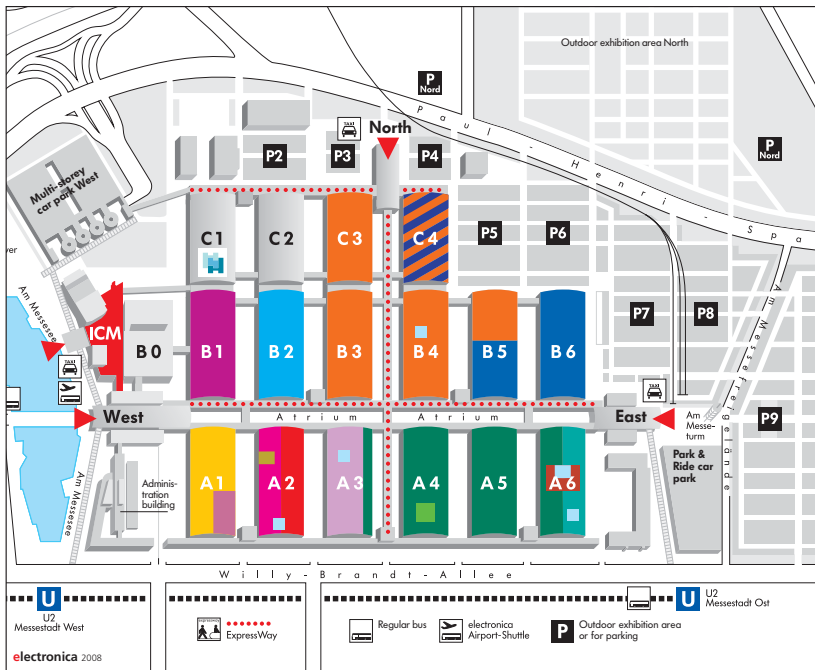 Outdoor exhibition area North
P
Nord
P
Nord
Paul-Henri-Spa
TAXI
North
P2
P3
P4
Multi-storey
car park West
C1
C2
C3
C4
P5
P6
ver
Am Messesee
Am Messefreigelände
ICM
B0
B1
B2
B3
B4
B5
B6
P7
P8
TAXI
TAXI
West
Atrium
Atrium
East
Am
Messe-
turm
P9
Park &
Ride car
park
Am Messesee
Adminis-
tration
building
A1
A2
A3
A4
A5
A6
Willy-Brandt-Allee
U
U2
Messestadt West
U
U2
Messestadt Ost
ExpressWay
Regular bus
electronica
Airport-Shuttle
P
Outdoor exhibition area
or for parking
electronica 2008